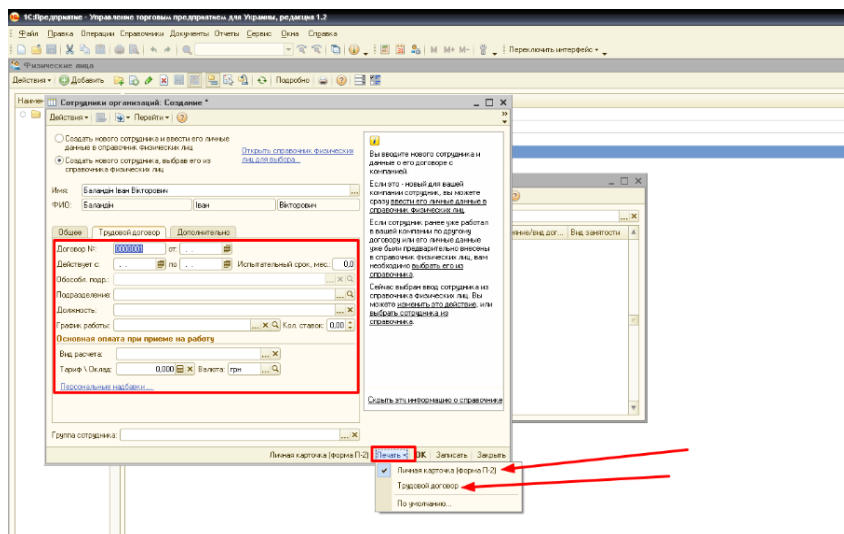 1С:Предприятие - Управление торговым предприятием для Украины, редакция 1.2
Файл Правка Операции Справочники Документы Отчеты Сервис Окна Справка
M M+ M- Переключить интерфейс
Физические лица
Действия Добавить Подробно
Наимен
Сотрудники организаций: Создание *
Действия Перейти
Создать нового сотрудника и ввести его личные данные в справочник физических лиц
Создать нового сотрудника, выбрав его из справочника физических лиц
Открыть справочник физических лиц для выбора...
Имя: Баландін Іван Вікторович ...
ФИО: Баландін Іван Вікторович
Общее Трудовой договор Дополнительно
Договор №: 0000001 от: . .
Действует с: . . по . . Испытательный срок, мес.: 0,0
Обособл. подр.: ...
Подразделение: ...
Должность: ...
График работы: ... Кол. ставок: 0,00
Основная оплата при приеме на работу
Вид расчета: ...
Тариф \ Оклад: 0,000 Валюта: грн ...
Персональные надбавки ...
Группа сотрудника: ...
Вы вводите нового сотрудника и
данные о его договоре с
компанией.
Если это - новый для вашей
компании сотрудник, вы можете
сразу ввести его личные данные в
справочник физических лиц.
Если сотрудник ранее уже работал
в вашей компании по другому
договору или его личные данные
уже были предварительно внесены
в справочник физических лиц, вам
необходимо выбрать его из
справочника.
Сейчас выбран ввод сотрудника из
справочника физических лиц. Вы
можете изменить это действие, или
выбрать сотрудника из
справочника.
Скрыть эту информацию о справочнике
Личная карточка (форма П-2) Печать OK Записать Закрыть
Личная карточка (форма П-2)
Трудовой договор
По умолчанию...
яние/вид дог... Вид занятости